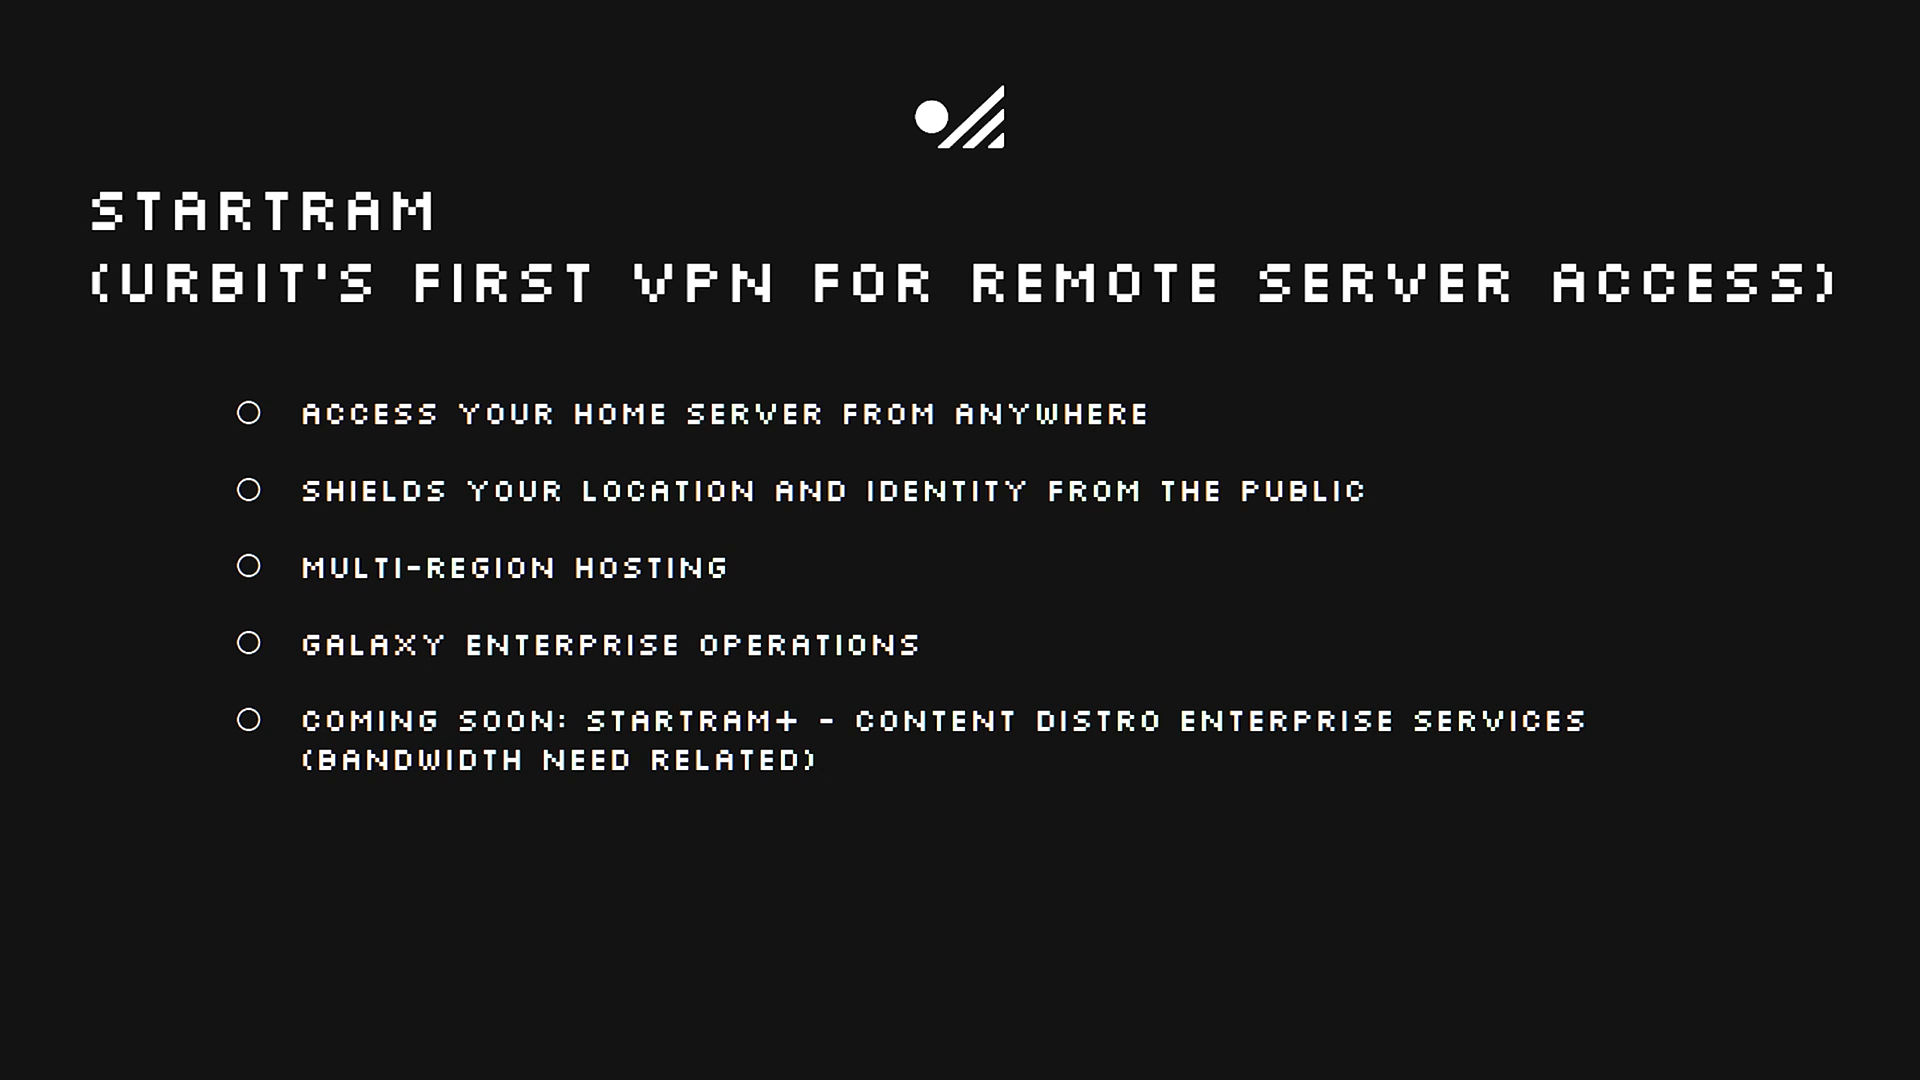 STARTRAM
(URBIT'S FIRST VPN FOR REMOTE SERVER ACCESS)
ACCESS YOUR HOME SERVER FROM ANYWHERE
SHIELDS YOUR LOCATION AND IDENTITY FROM THE PUBLIC
MULTI-REGION HOSTING
GALAXY ENTERPRISE OPERATIONS
COMING SOON: STARTRAM+ - CONTENT DISTRO ENTERPRISE SERVICES
(BANDWIDTH NEED RELATED)